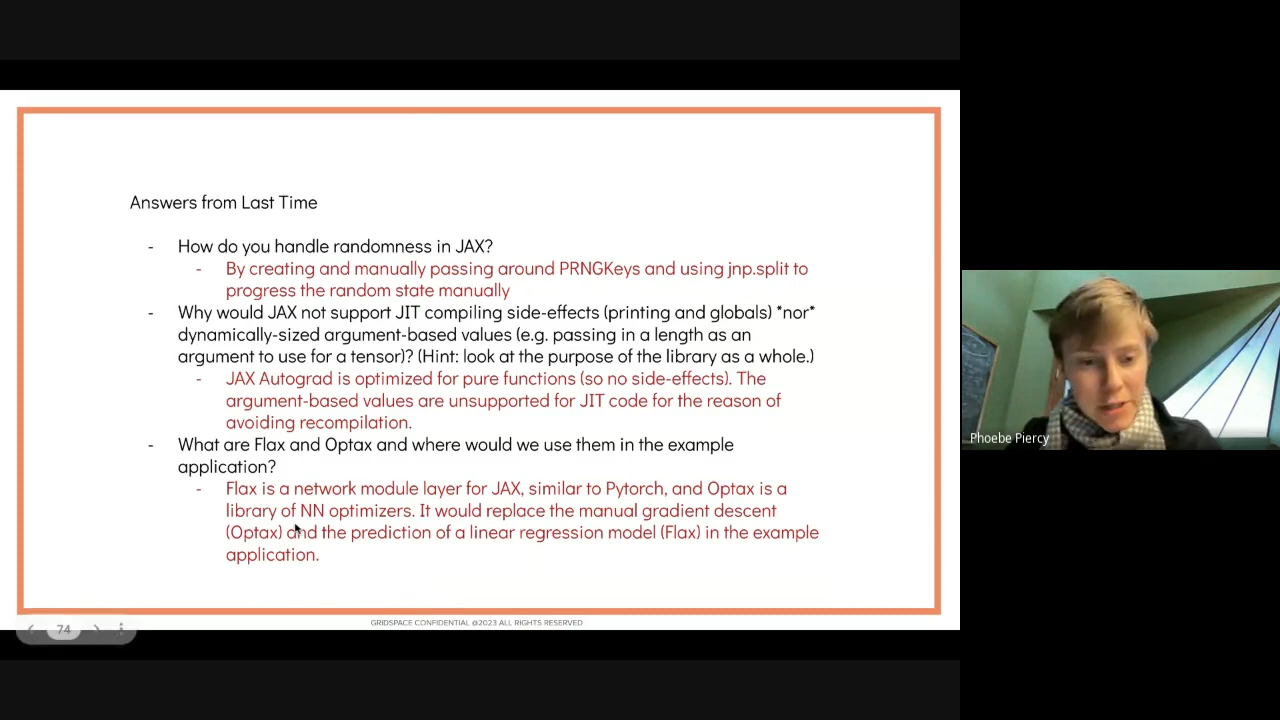 Answers from Last Time
- How do you handle randomness in JAX?
- By creating and manually passing around PRNGKeys and using jnp.split to
progress the random state manually
- Why would JAX not support JIT compiling side-effects (printing and globals) *nor*
dynamically-sized argument-based values (e.g. passing in a length as an
argument to use for a tensor)? (Hint: look at the purpose of the library as a whole.)
- JAX Autograd is optimized for pure functions (so no side-effects). The
argument-based values are unsupported for JIT code for the reason of
avoiding recompilation.
- What are Flax and Optax and where would we use them in the example
application?
- Flax is a network module layer for JAX, similar to Pytorch, and Optax is a
library of NN optimizers. It would replace the manual gradient descent
(Optax) and the prediction of a linear regression model (Flax) in the example
application.
GRIDSPACE CONFIDENTIAL @2023 ALL RIGHTS RESERVED
74
Phoebe Piercy